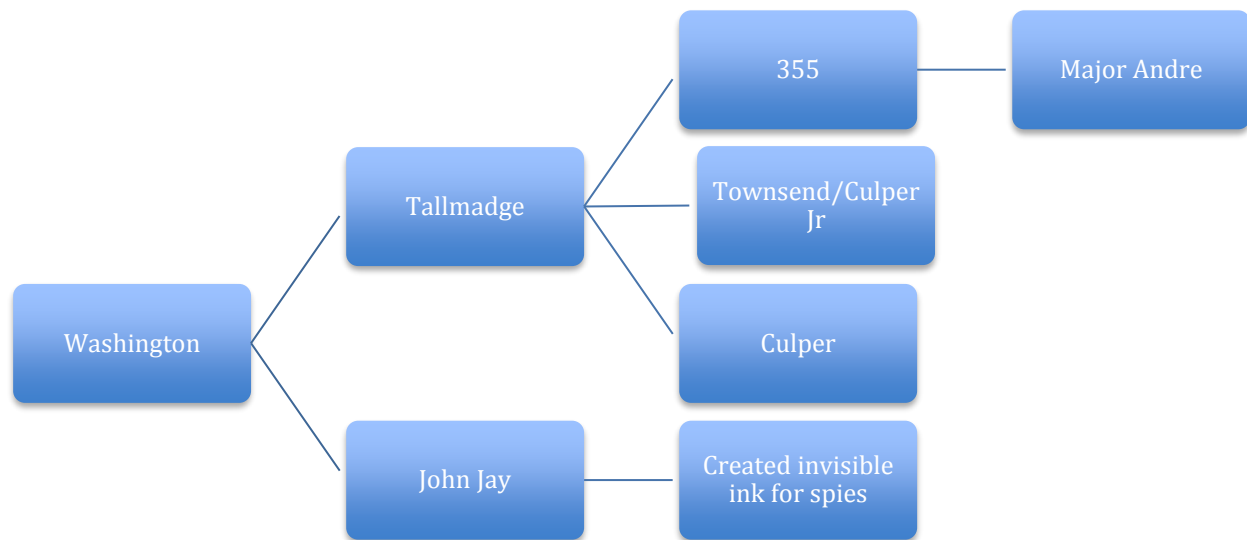 355
Major Andre
Tallmadge
Townsend/Culper
Jr
Washington
Culper
John Jay
Created invisible
ink for spies